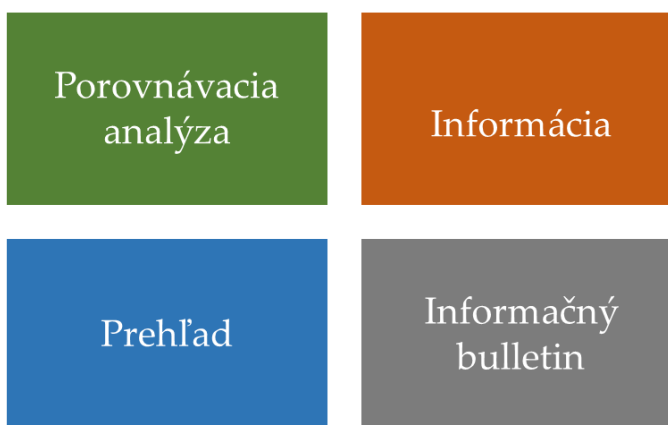 Porovnávacia
analýza
Informácia
Prehľad
Informačný
bulletin